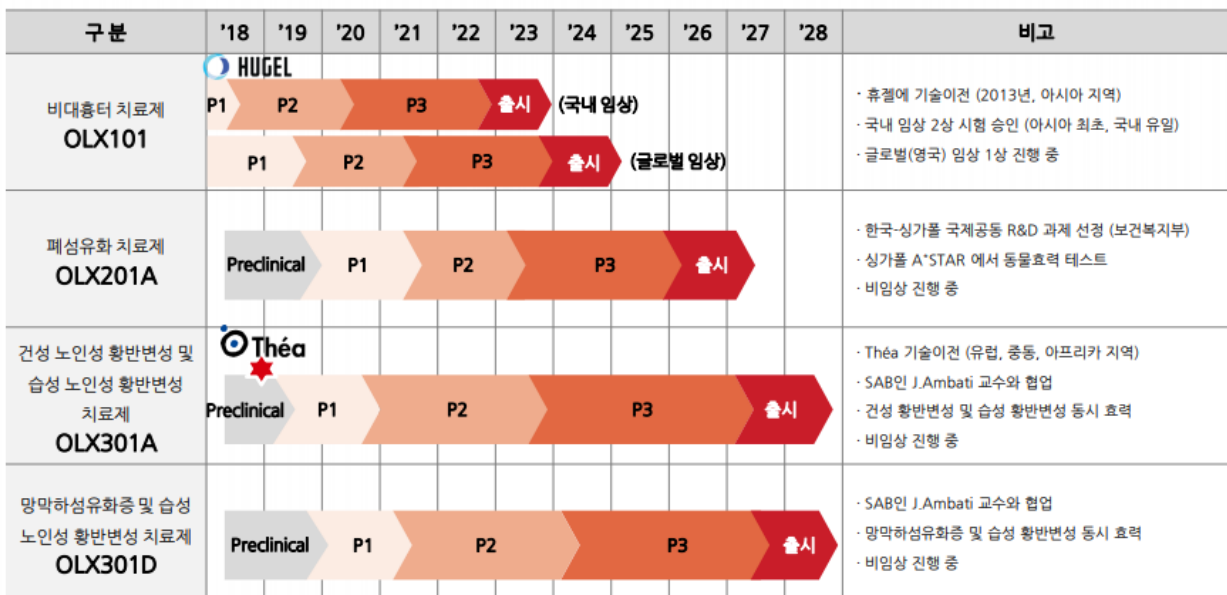 구 분 '18 '19 '20 '21 '22 '23 '24 '25 '26 '27 '28 비고
HUGEL
P1 P2 P3 출시 (국내 임상)
P1 P2 P3 출시 (글로벌 임상)
비대흉터 치료제
OLX101
· 휴젤에 기술이전 (2013년, 아시아 지역)
· 국내 임상 2상 시험 승인 (아시아 최초, 국내 유일)
· 글로벌(영국) 임상 1상 진행 중
폐섬유화 치료제
OLX201A
Preclinical P1 P2 P3 출시
· 한국-싱가폴 국제공동 R&D 과제 선정 (보건복지부)
· 싱가폴 A*STAR 에서 동물효력 테스트
· 비임상 진행 중
건성 노인성 황반변성 및
습성 노인성 황반변성
치료제
OLX301A
Théa
Preclinical P1 P2 P3 출시
· Théa 기술이전 (유럽, 중동, 아프리카 지역)
· SAB인 J.Ambati 교수와 협업
· 건성 황반변성 및 습성 황반변성 동시 효력
· 비임상 진행 중
망막하섬유화증 및 습성
노인성 황반변성 치료제
OLX301D
Preclinical P1 P2 P3 출시
· SAB인 J.Ambati 교수와 협업
· 망막하섬유화증 및 습성 황반변성 동시 효력
· 비임상 진행 중